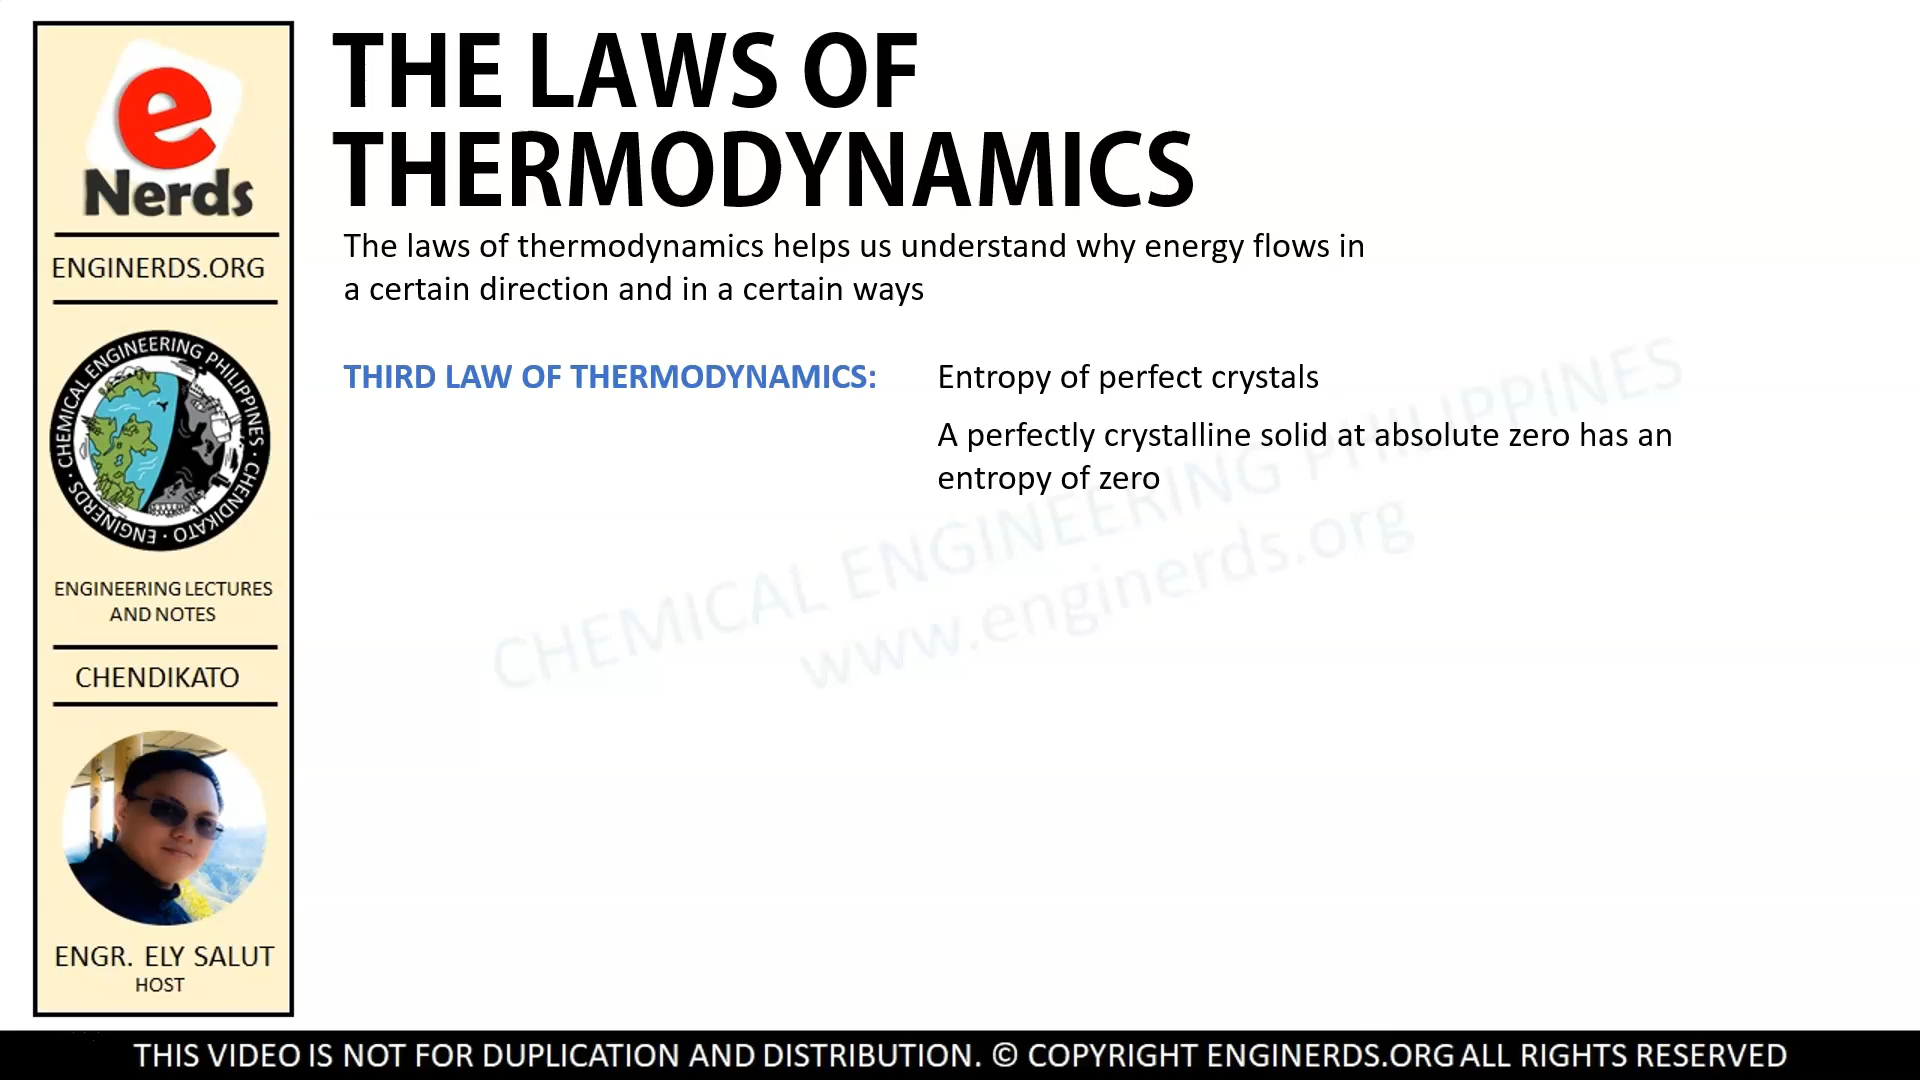 e
Nerds
ENGINERDS.ORG
CHEMICAL ENGINEERING PHILIPPINES · CHENDIKATO · ENGINERDS ·
ENGINEERING LECTURES
AND NOTES
CHENDIKATO
ENGR. ELY SALUT
HOST
THE LAWS OF
THERMODYNAMICS
The laws of thermodynamics helps us understand why energy flows in
a certain direction and in a certain ways
THIRD LAW OF THERMODYNAMICS:
Entropy of perfect crystals
A perfectly crystalline solid at absolute zero has an
entropy of zero
CHEMICAL ENGINEERING PHILIPPINES
www.enginerds.org
THIS VIDEO IS NOT FOR DUPLICATION AND DISTRIBUTION. © COPYRIGHT ENGINERDS.ORG ALL RIGHTS RESERVED